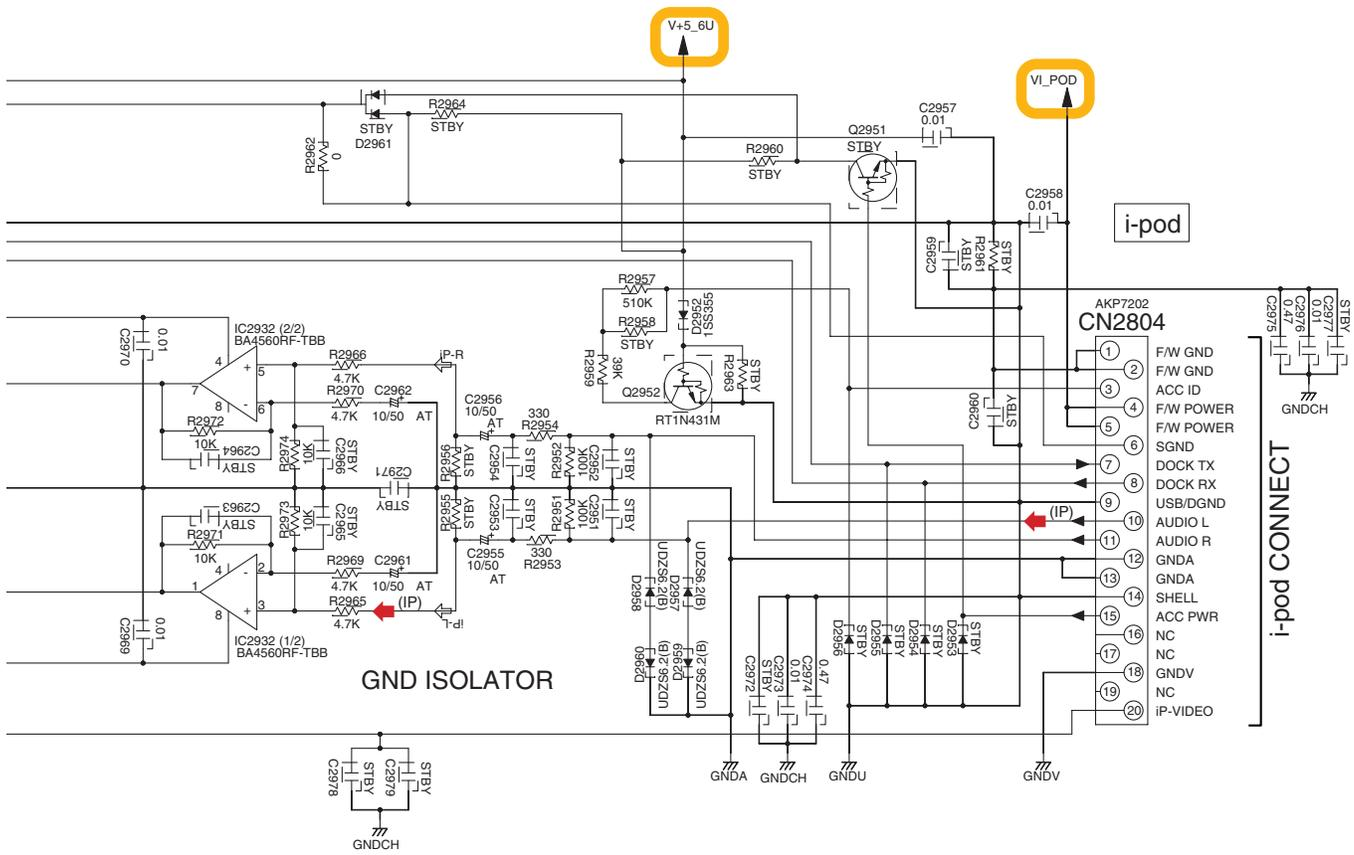 V+5_6U
VI_POD
R2964
STBY
STBY
D2961
R2962
0
C2957
0.01
Q2951
STBY
R2960
STBY
C2958
0.01
i-pod
C2959
STBY
R2961
STBY
R2957
510K
R2958
STBY
D2952
1SS355
R2959
39K
Q2952
RT1N431M
R2963
STBY
C2960
STBY
AKP7202
CN2804
C2975
0.47
C2976
0.01
C2977
STBY
GNDCH
C2970
0.01
IC2932 (2/2)
BA4560RF-TBB
4
5
7
8
6
+
-
R2966
4.7K
iP-R
R2970
4.7K
C2962
10/50
AT
R2972
10K
C2964
STBY
R2974
10K
C2966
STBY
C2971
STBY
R2956
STBY
C2956
10/50
AT
330
R2954
C2954
STBY
R2952
100K
C2952
STBY
C2963
STBY
R2971
10K
R2973
10K
C2965
STBY
R2955
STBY
C2953
STBY
R2951
100K
C2951
STBY
C2955
10/50
AT
330
R2953
4
2
1
3
8
-
+
R2969
4.7K
C2961
10/50
AT
R2965
4.7K
(IP)
iP-L
IC2932 (1/2)
BA4560RF-TBB
C2969
0.01
GND ISOLATOR
D2958
UDZS6.2(B)
D2957
UDZS6.2(B)
D2960
UDZS6.2(B)
D2959
UDZS6.2(B)
C2972
STBY
C2973
0.01
C2974
0.47
D2956
D2955
STBY
D2954
STBY
D2953
STBY
STBY
(IP)
1 F/W GND
2 F/W GND
3 ACC ID
4 F/W POWER
5 F/W POWER
6 SGND
7 DOCK TX
8 DOCK RX
9 USB/DGND
10 AUDIO L
11 AUDIO R
12 GNDA
13 GNDA
14 SHELL
15 ACC PWR
16 NC
17 NC
18 GNDV
19 NC
20 iP-VIDEO
i-pod CONNECT
GNDA
GNDCH
GNDU
GNDV
C2978
STBY
C2979
STBY
GNDCH